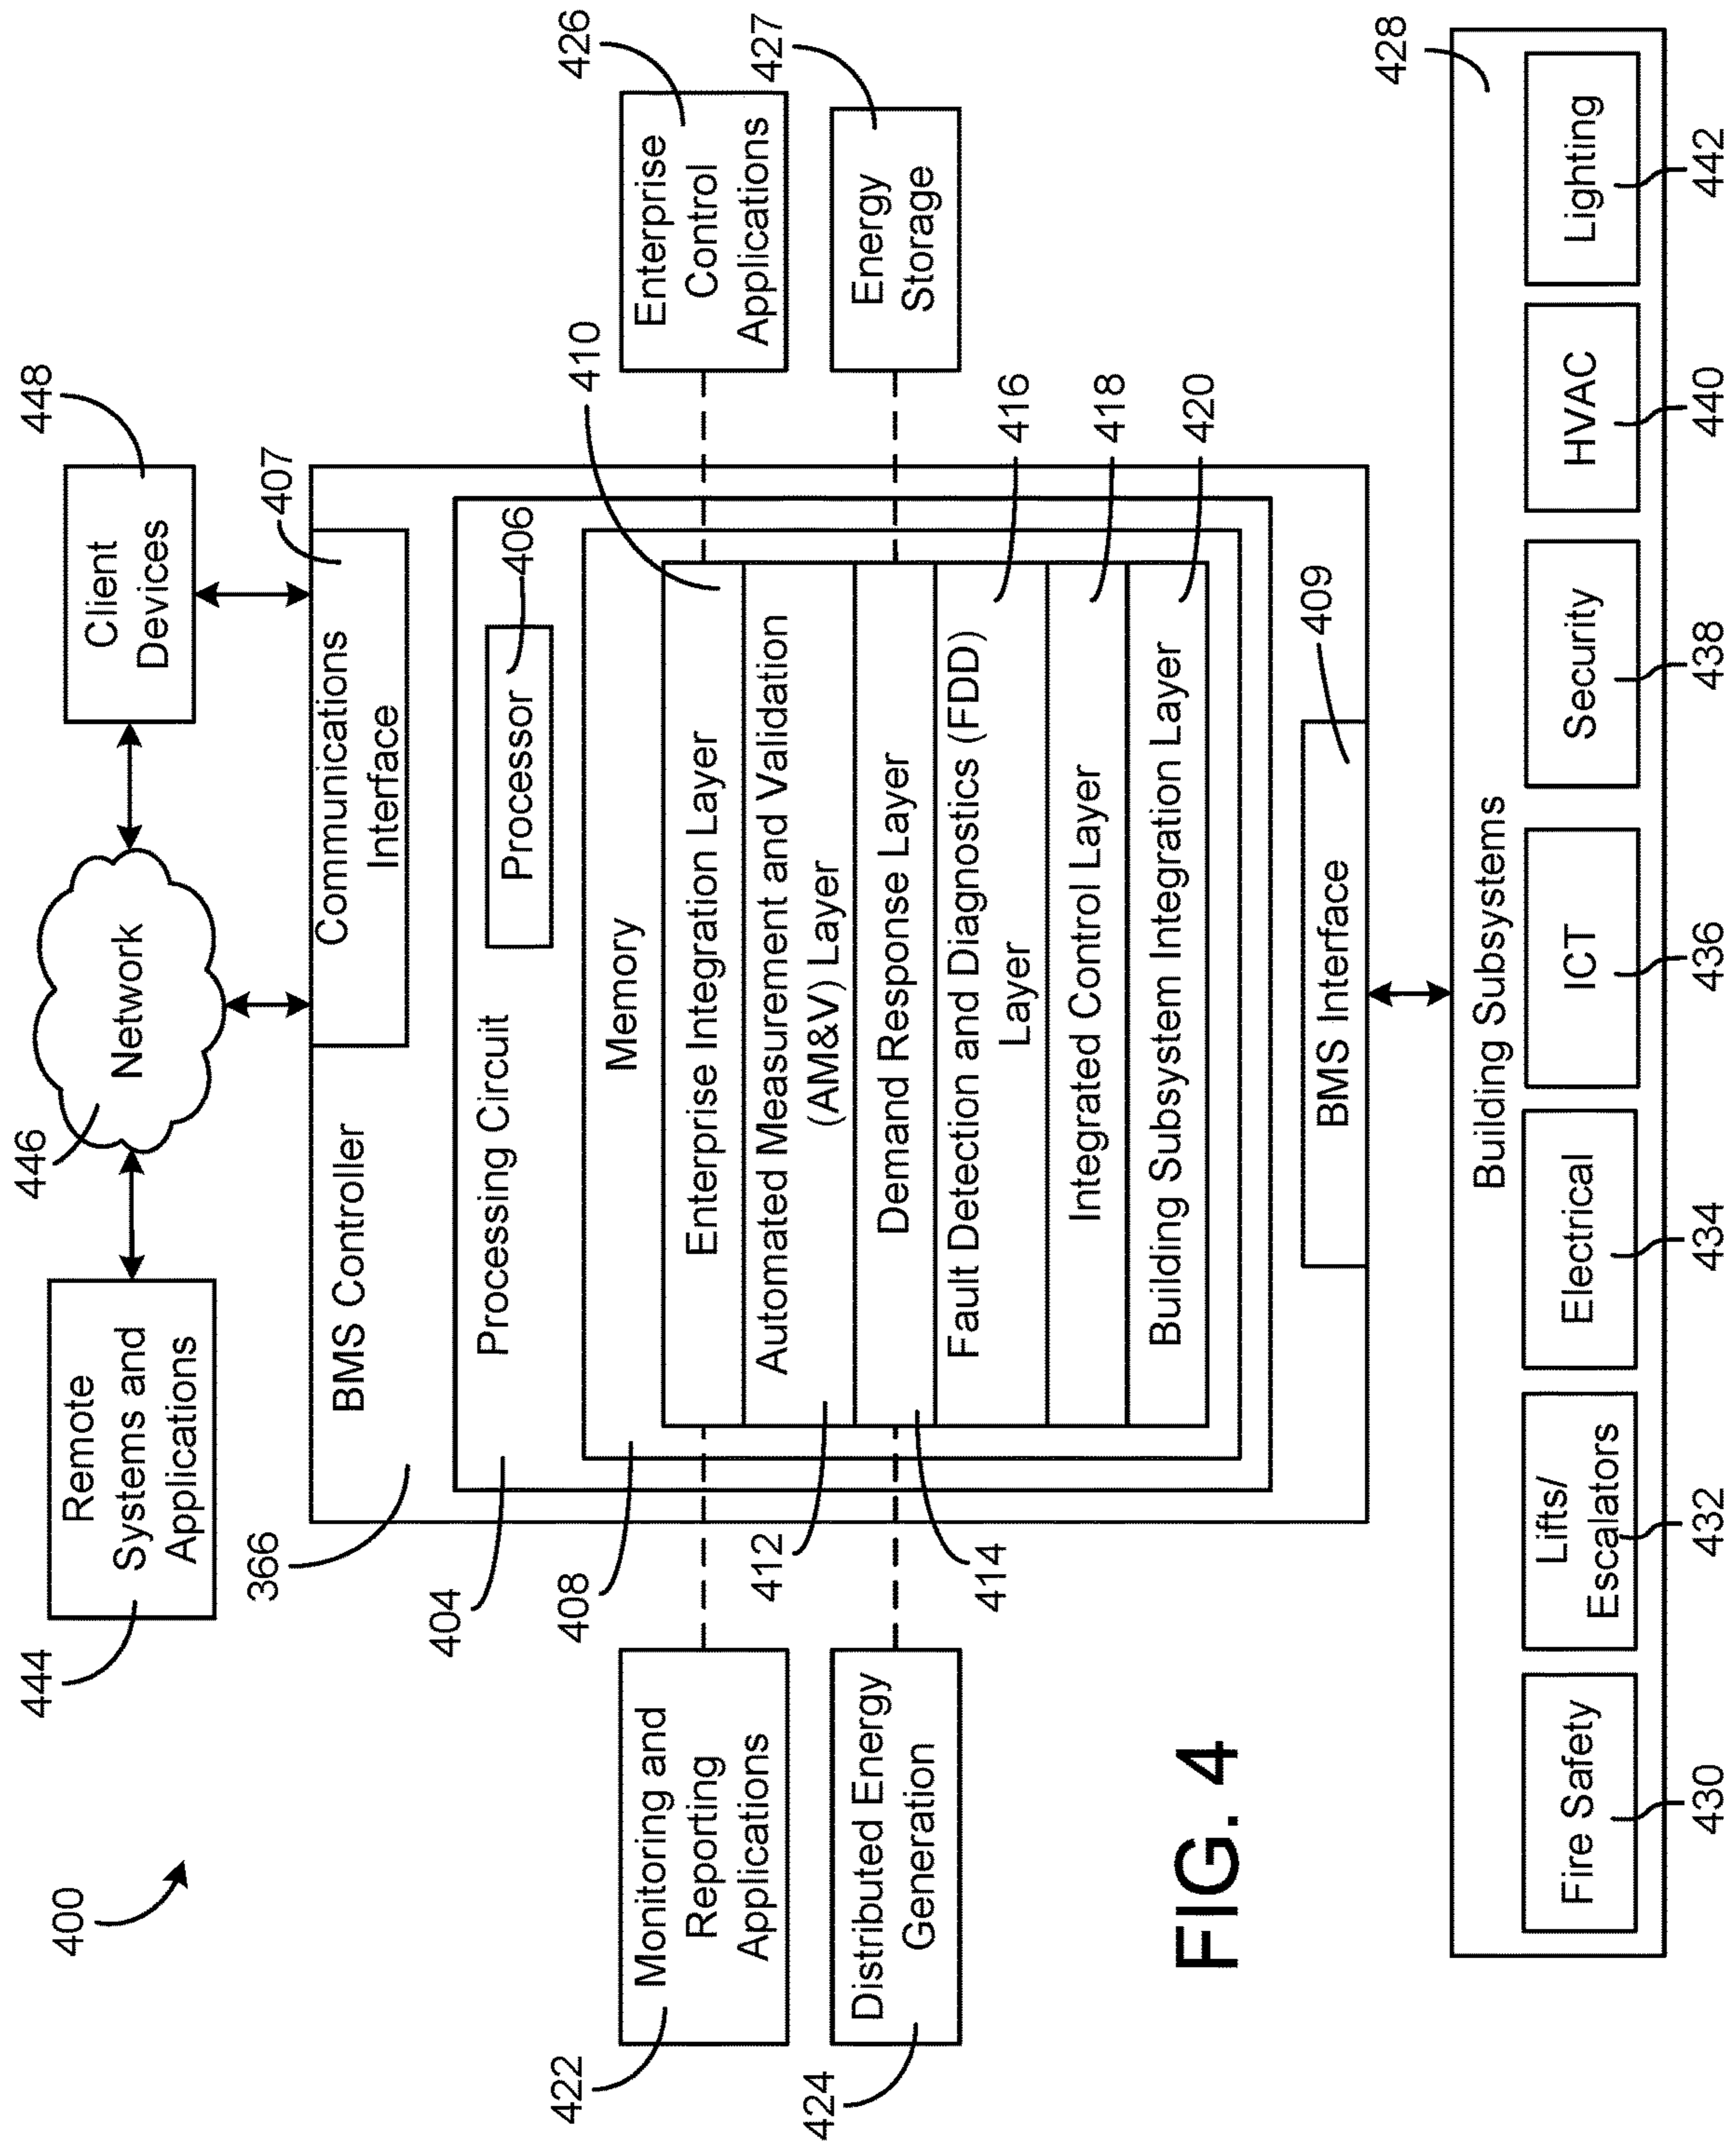 400
444
Remote
Systems and
Applications
446
Network
Client
Devices
448
366
BMS Controller
Communications
Interface
407
404
Processing Circuit
Processor
406
408
Memory
Enterprise Integration Layer
410
Automated Measurement and Validation
(AM&V) Layer
412
Demand Response Layer
414
Fault Detection and Diagnostics (FDD)
Layer
416
Integrated Control Layer
418
Building Subsystem Integration Layer
420
422
Monitoring and
Reporting
Applications
424
Distributed Energy
Generation
Enterprise
Control
Applications
426
Energy
Storage
427
BMS Interface
409
FIG. 4
Building Subsystems
428
Fire Safety
Lifts/
Escalators
Electrical
ICT
Security
HVAC
Lighting
430
432
434
436
438
440
442